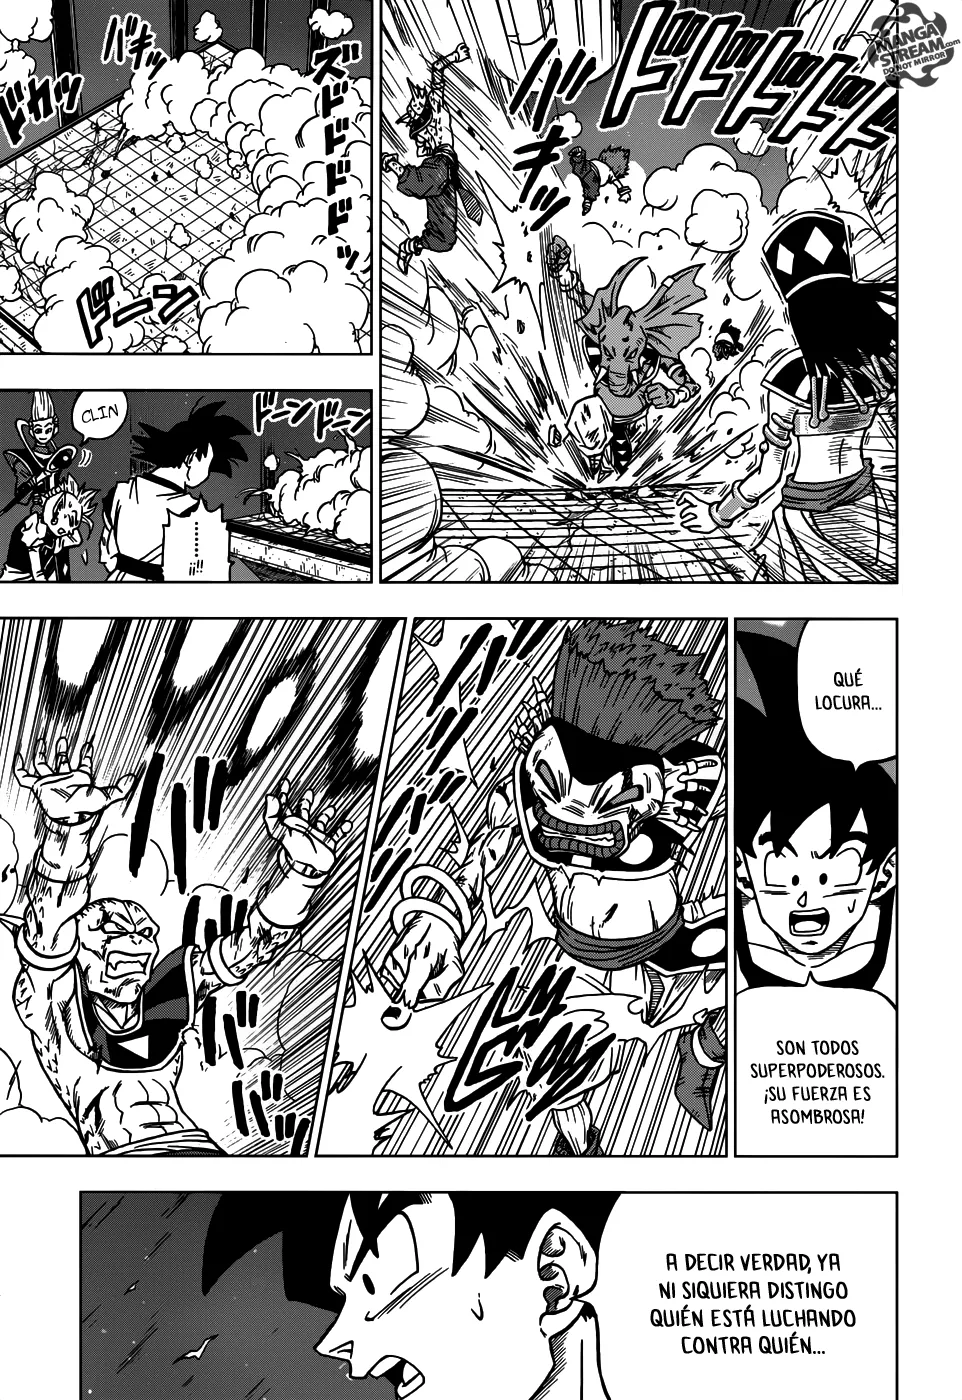 MANGA
STREAM.com
DO NOT MIRROR
ドドドドド
バキッ
バキッ
ズドドドド
ドカッ
ドーン
ドーンドーン
CLIN
......!!
QUÉ
LOCURA...
SON TODOS
SUPERPODEROSOS.
¡SU FUERZA ES
ASOMBROSA!
A DECIR VERDAD, YA
NI SIQUIERA DISTINGO
QUIÉN ESTÁ LUCHANDO
CONTRA QUIÉN...